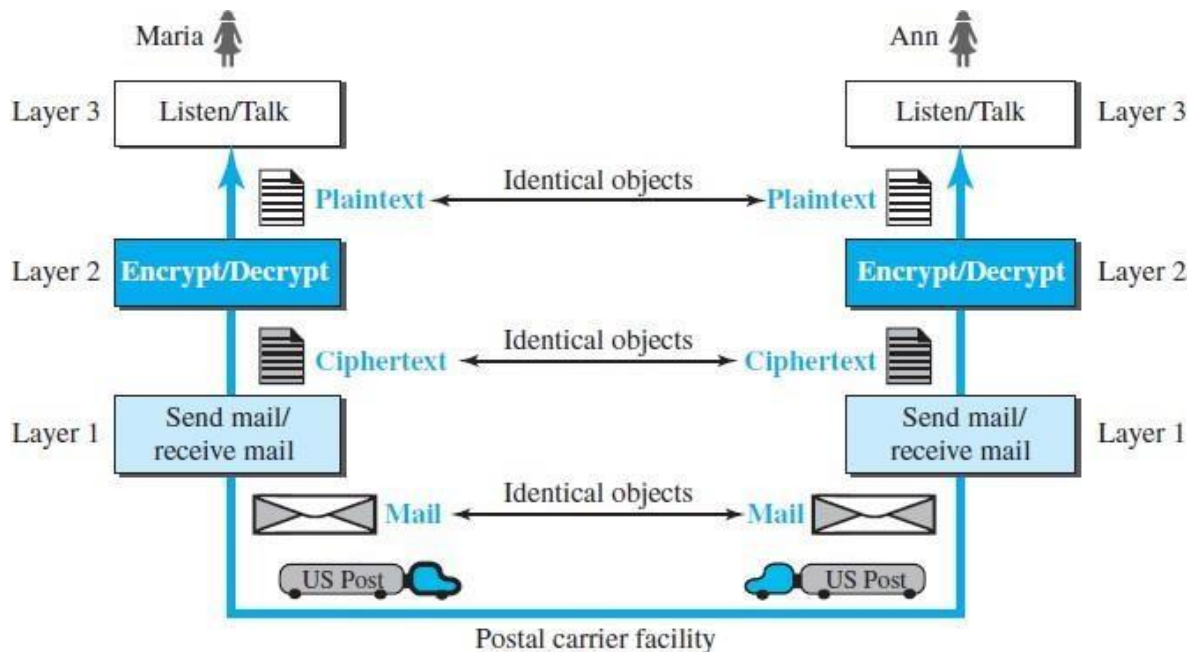 Maria
Ann
Layer 3
Listen/Talk
Listen/Talk
Layer 3
Identical objects
Plaintext
Plaintext
Layer 2
Encrypt/Decrypt
Encrypt/Decrypt
Layer 2
Identical objects
Ciphertext
Ciphertext
Layer 1
Send mail/
receive mail
Send mail/
receive mail
Layer 1
Identical objects
Mail
Mail
US Post
US Post
Postal carrier facility